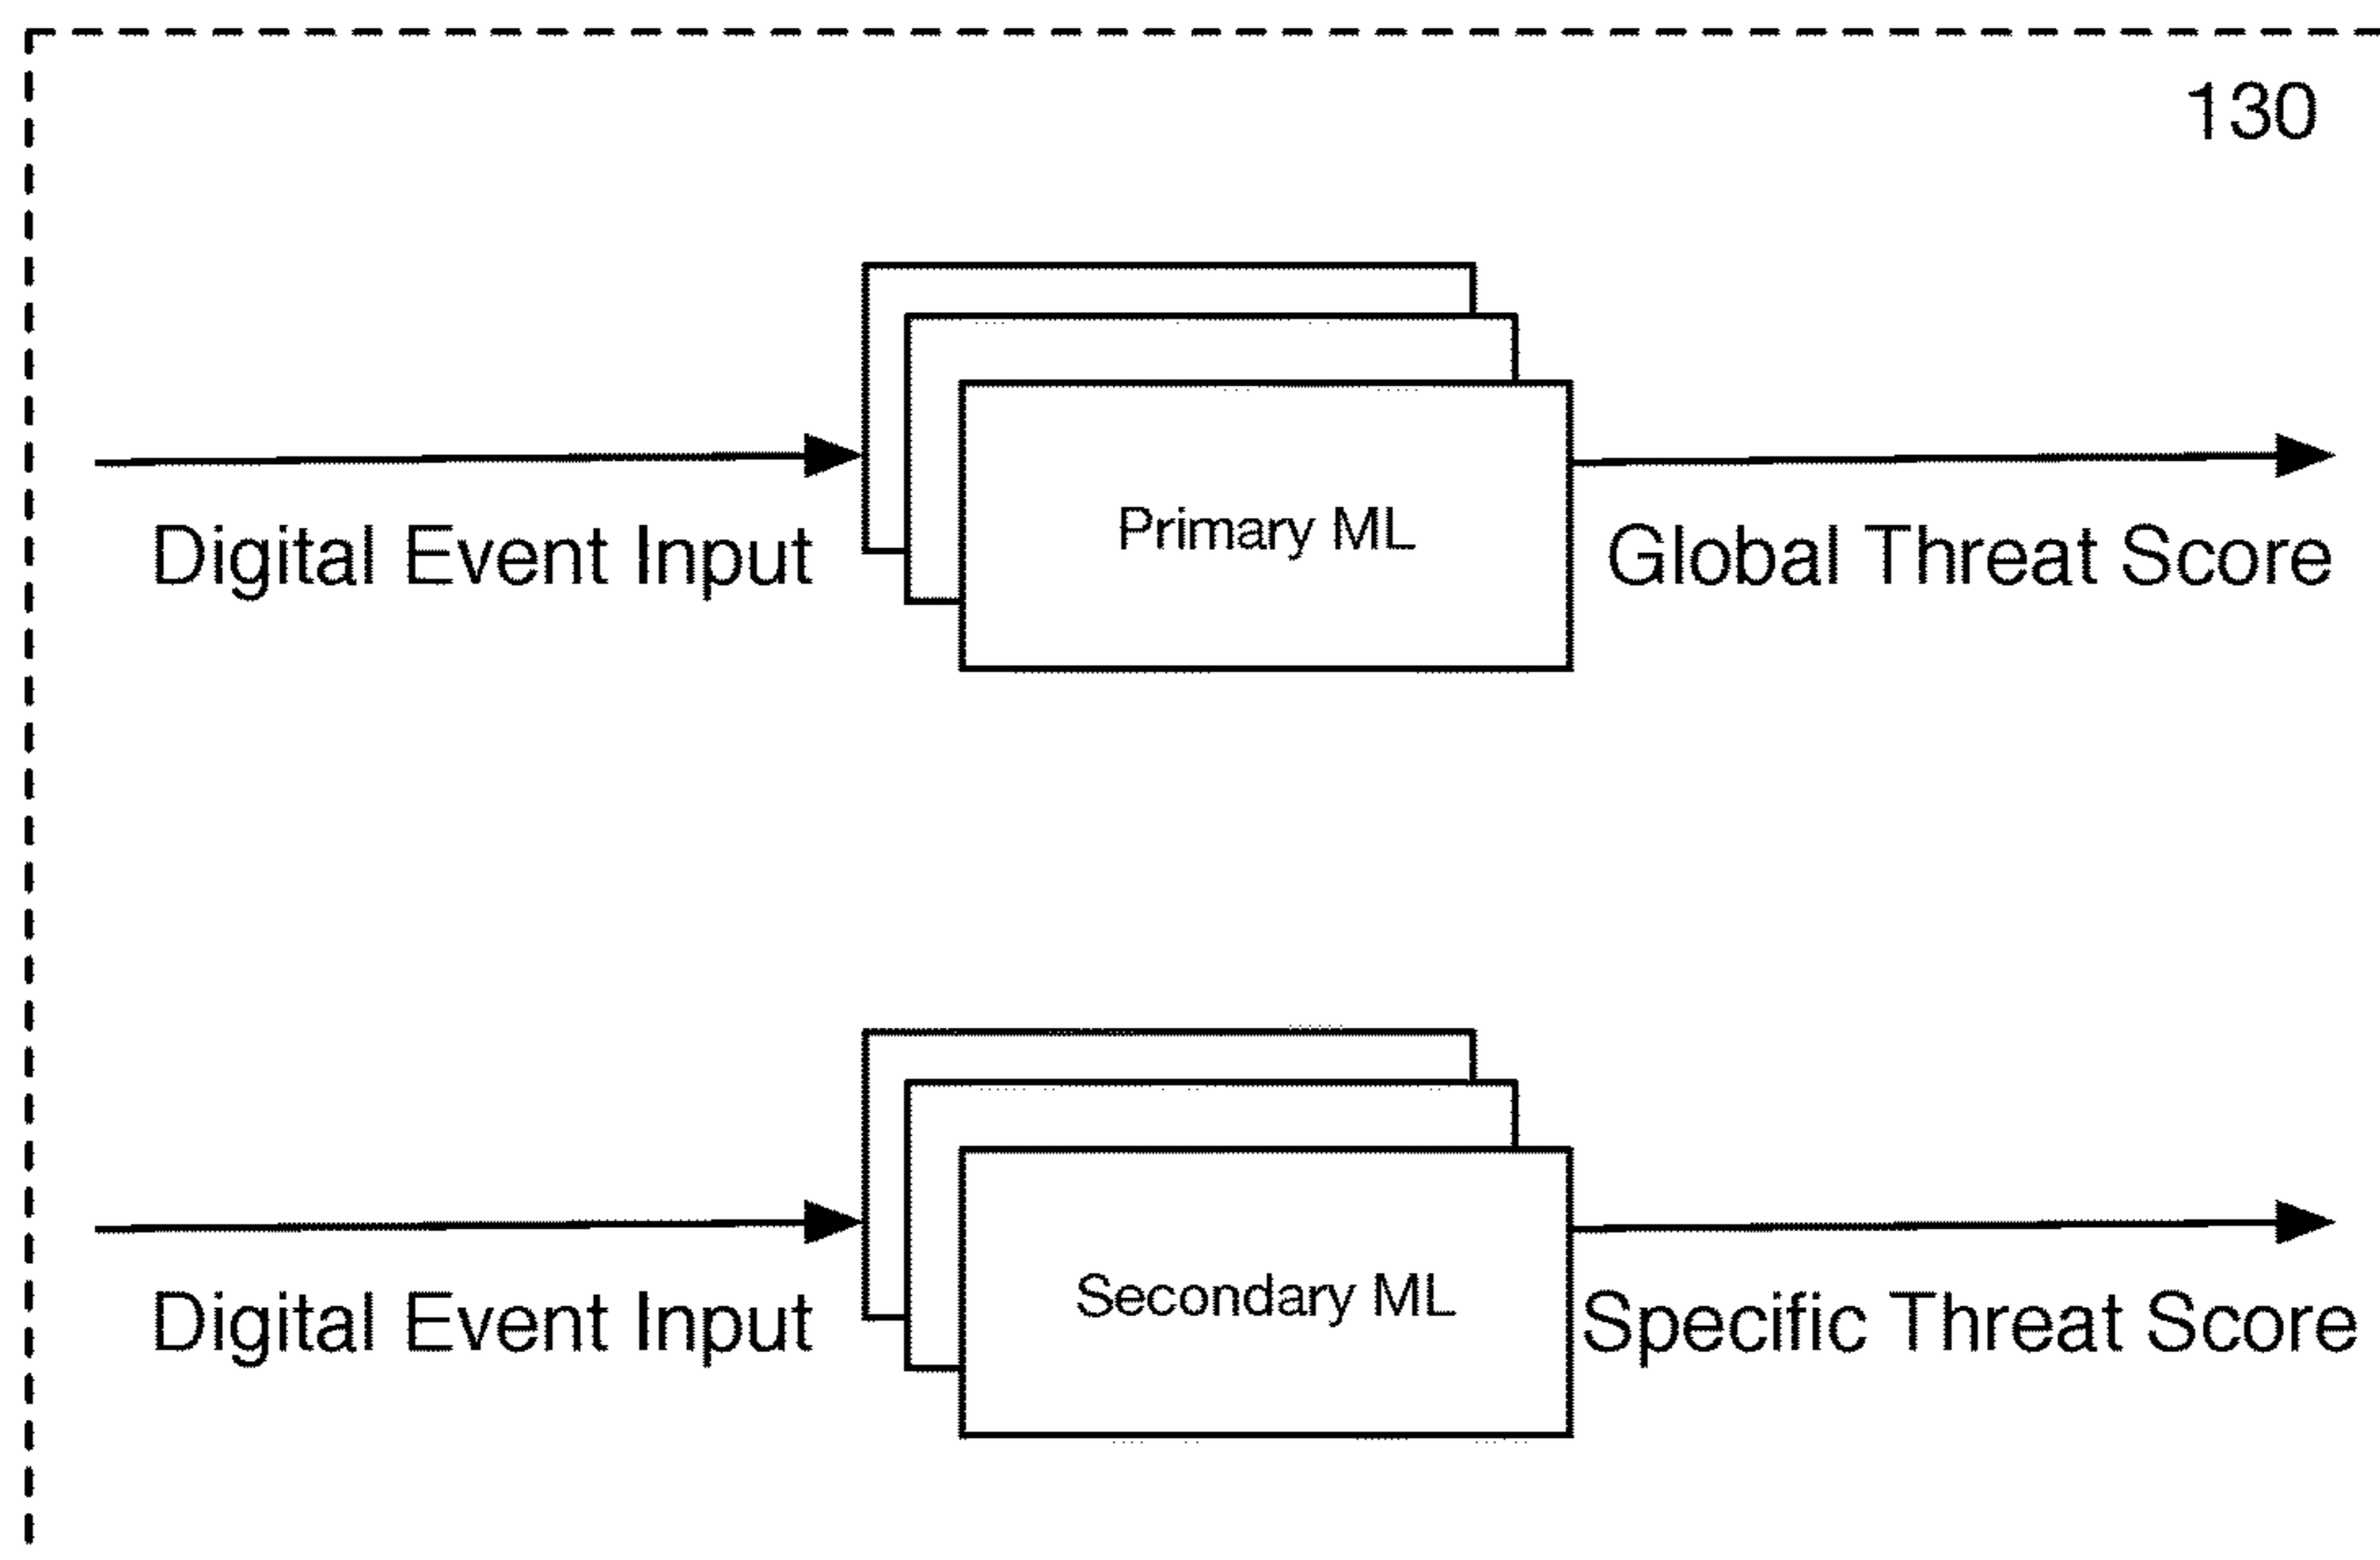 130
Primary ML
Digital Event Input
Global Threat Score
Secondary ML
Digital Event Input
Specific Threat Score